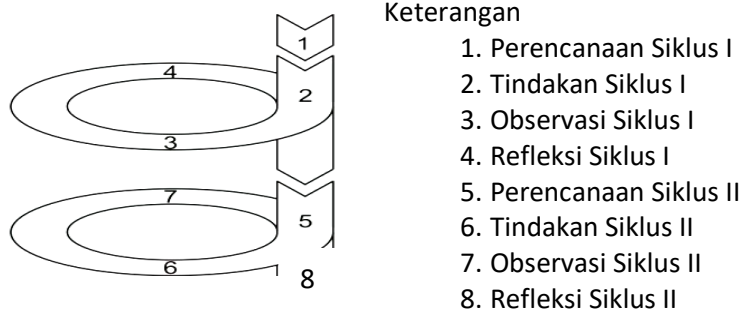 Keterangan
1. Perencanaan Siklus I
2. Tindakan Siklus I
3. Observasi Siklus I
4. Refleksi Siklus I
5. Perencanaan Siklus II
6. Tindakan Siklus II
7. Observasi Siklus II
8. Refleksi Siklus II
1
4
2
3
7
5
6
8